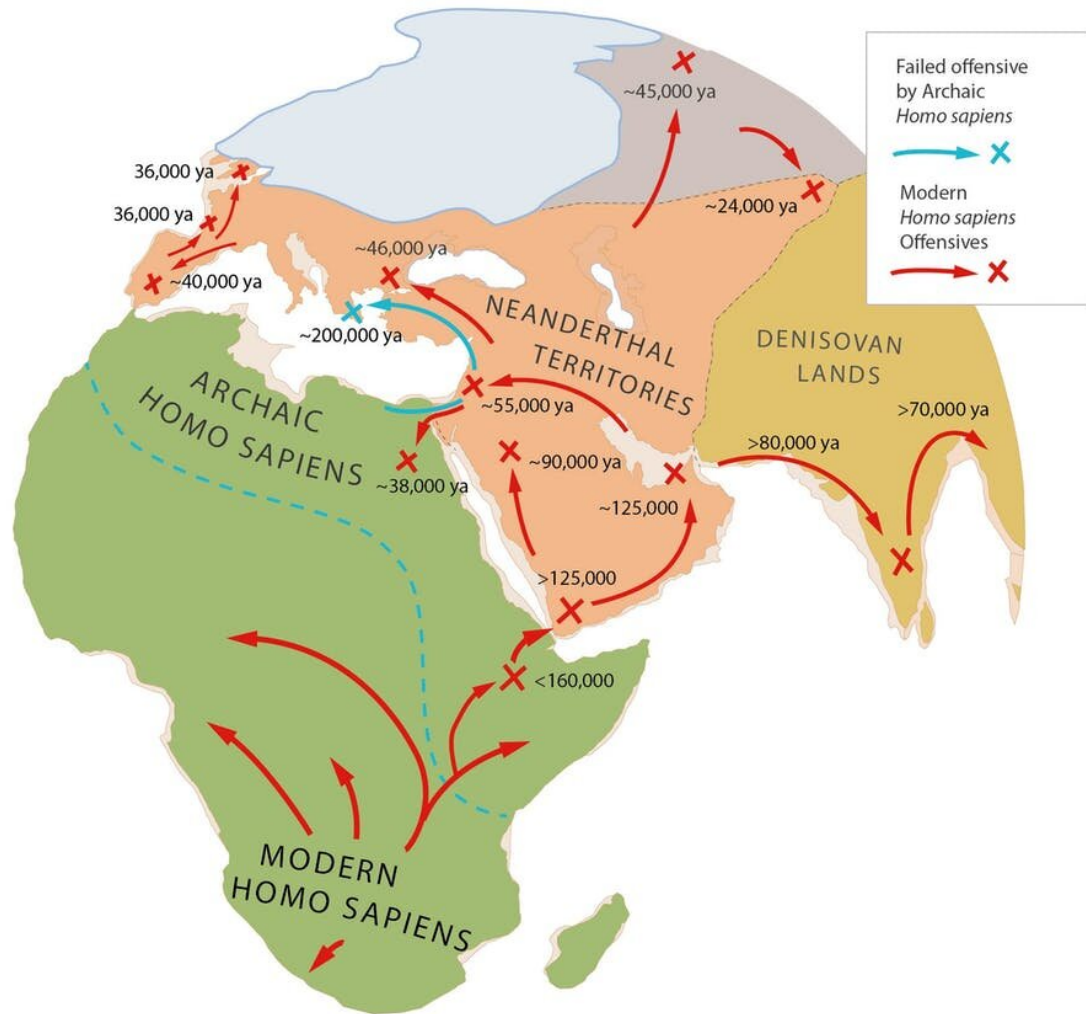 Failed offensive
by Archaic
Homo sapiens
Modern
Homo sapiens
Offensives
~45,000 ya
36,000 ya
~24,000 ya
36,000 ya
~46,000 ya
~40,000 ya
~200,000 ya
NEANDERTHAL
TERRITORIES
DENISOVAN
LANDS
ARCHAIC
HOMO SAPIENS
~55,000 ya
>70,000 ya
>80,000 ya
~90,000 ya
~38,000 ya
~125,000
>125,000
<160,000
MODERN
HOMO SAPIENS